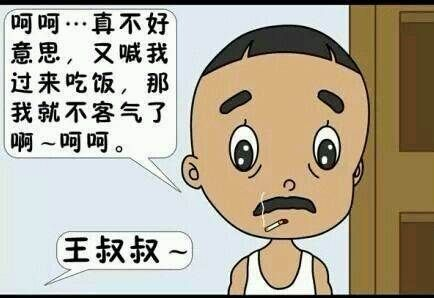 呵呵…真不好
意思，又喊我
过来吃饭，那
我就不客气了
啊~呵呵。
王叔叔~